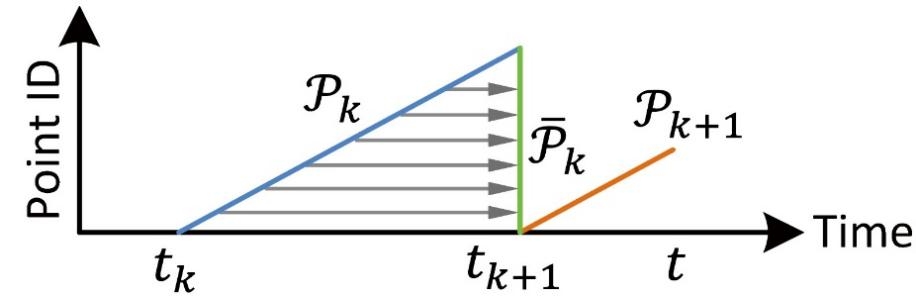 Point ID
𝒫ₖ
𝒫̄ₖ
𝒫ₖ₊₁
Time
tₖ
tₖ₊₁
t